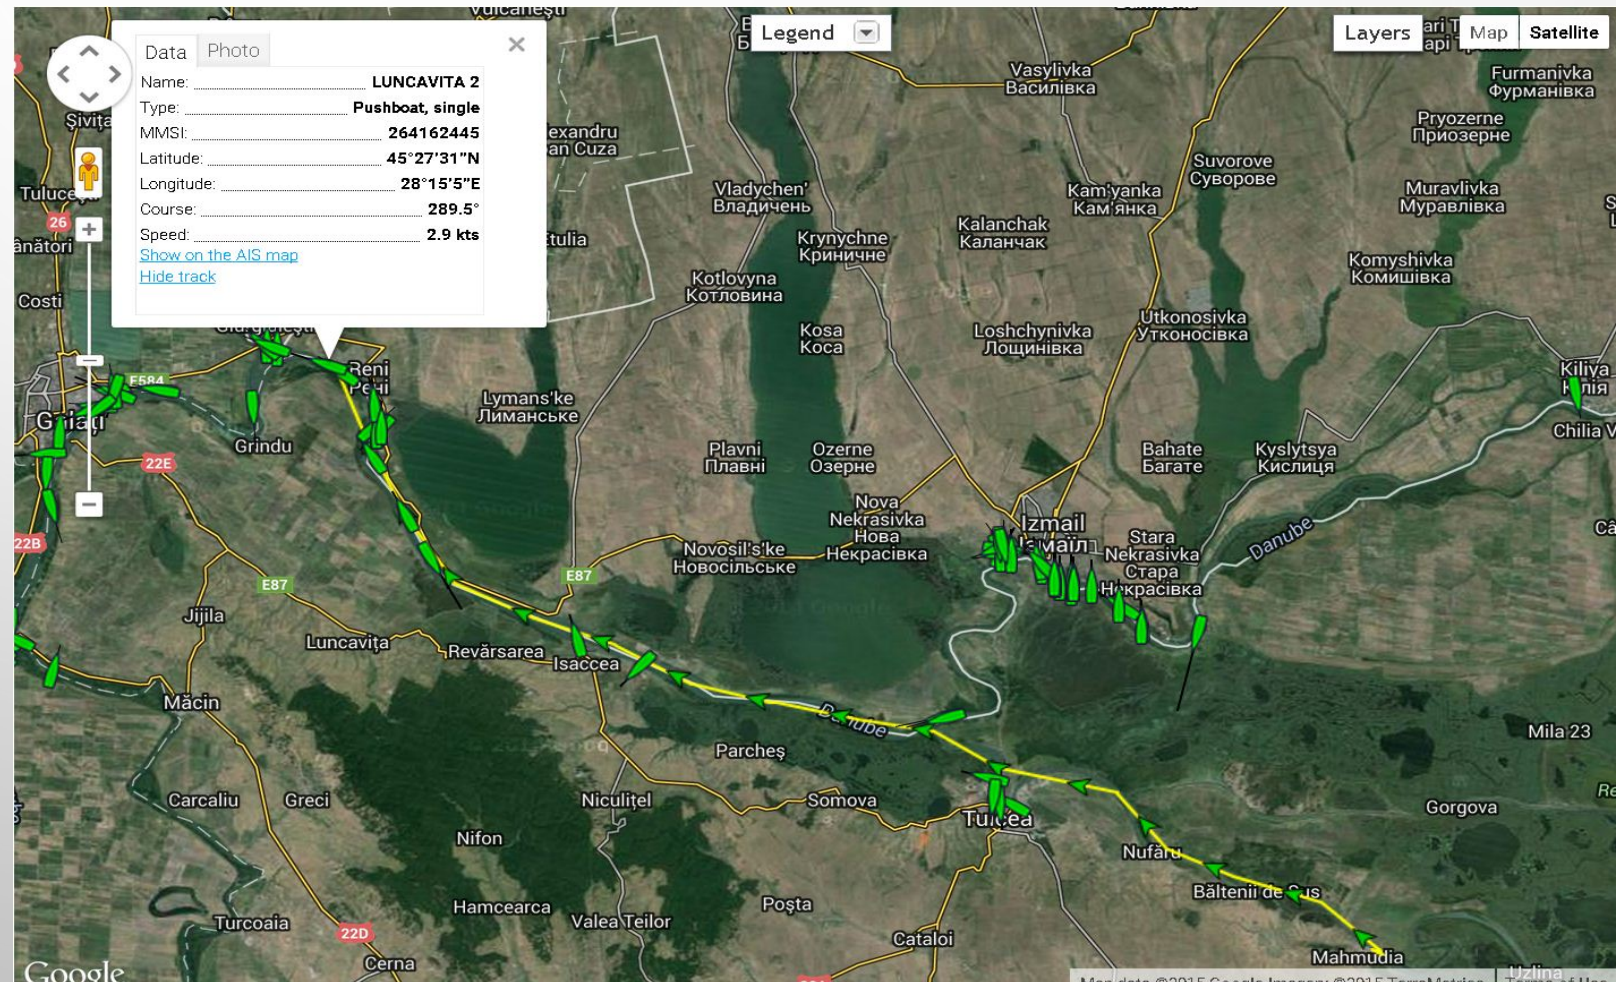 Vulcănești
Legend
Layers
Map
Satellite
Data
Photo
Name: LUNCAVITA 2
Type: Pushboat, single
MMSI: 264162445
Latitude: 45°27'31"N
Longitude: 28°15'5"E
Course: 289.5°
Speed: 2.9 kts
Show on the AIS map
Hide track
Vasylivka
Василівка
Furmanivka
Фурманівка
Pryozerne
Приозерне
Suvorove
Суворове
Vladychen'
Владичень
Kam'yanka
Кам'янка
Muravlivka
Муравлівка
Kalanchak
Каланчак
Krynychne
Криничне
Etulia
Komyshivka
Комишівка
Kotlovyna
Котловина
26
Costi
Kosa
Коса
Loshchynivka
Лощинівка
Utkonosivka
Утконосівка
Reni
Рені
E584
Kiliya
Galați
Lymans'ke
Лиманське
Grindu
22E
Plavni
Плавні
Ozerne
Озерне
Bahate
Багате
Kyslytsya
Кислиця
Chilia V
22B
Nova
Nekrasivka
Нова
Некрасівка
Izmail
Ізмаїл
Danube
Stara
Nekrasivka
Стара
Некрасівка
Novosil's'ke
Новосільське
E87
E87
Jijila
Luncavița
Revărsarea
Isaccea
Măcin
Danube
Mila 23
Parcheș
Carcaliu
Greci
Niculițel
Somova
Tulcea
Gorgova
Nifon
Nufăru
Băltenii de Sus
Hamcearca
Valea Teilor
Poșta
Turcoaia
22D
Cataloi
Cerna
Mahmudia
Uzlina
Google